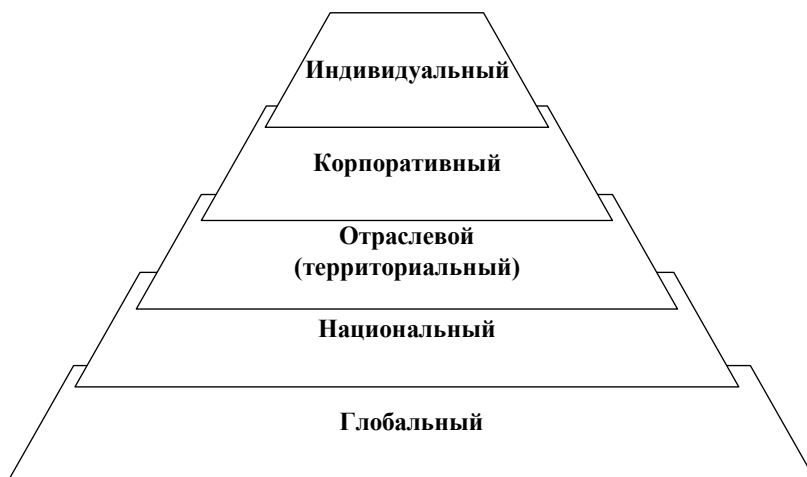 Индивидуальный
Корпоративный
Отраслевой
(территориальный)
Национальный
Глобальный